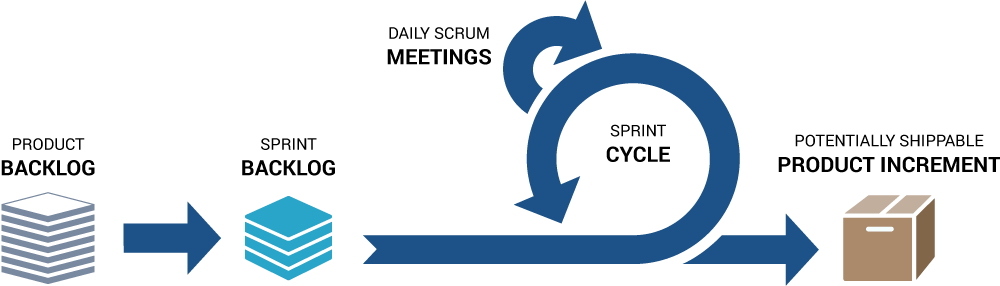 PRODUCT
BACKLOG
SPRINT
BACKLOG
DAILY SCRUM
MEETINGS
SPRINT
CYCLE
POTENTIALLY SHIPPABLE
PRODUCT INCREMENT